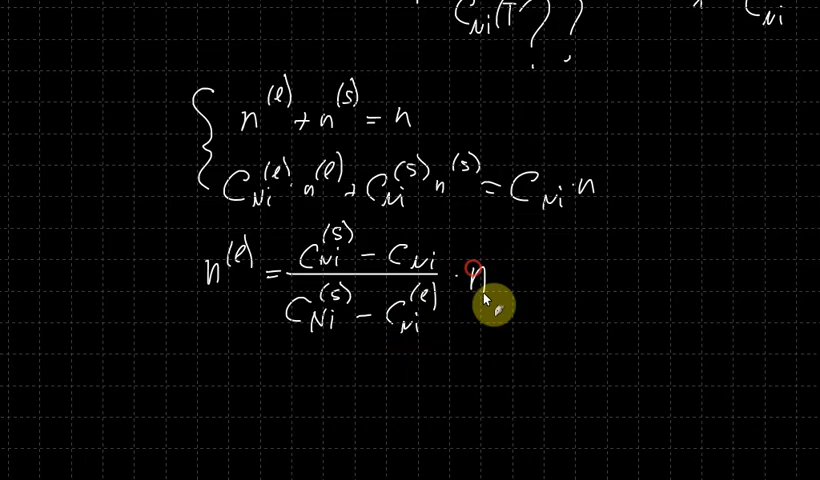 C_Ni(T ? ?
C_Ni
n^(l) + n^(s) = n
C_Ni^(l) · n^(l) + C_Ni^(s) n^(s) = C_Ni · n
n^(l) = (C_Ni^(s) - C_Ni) / (C_Ni^(s) - C_Ni^(l)) · n